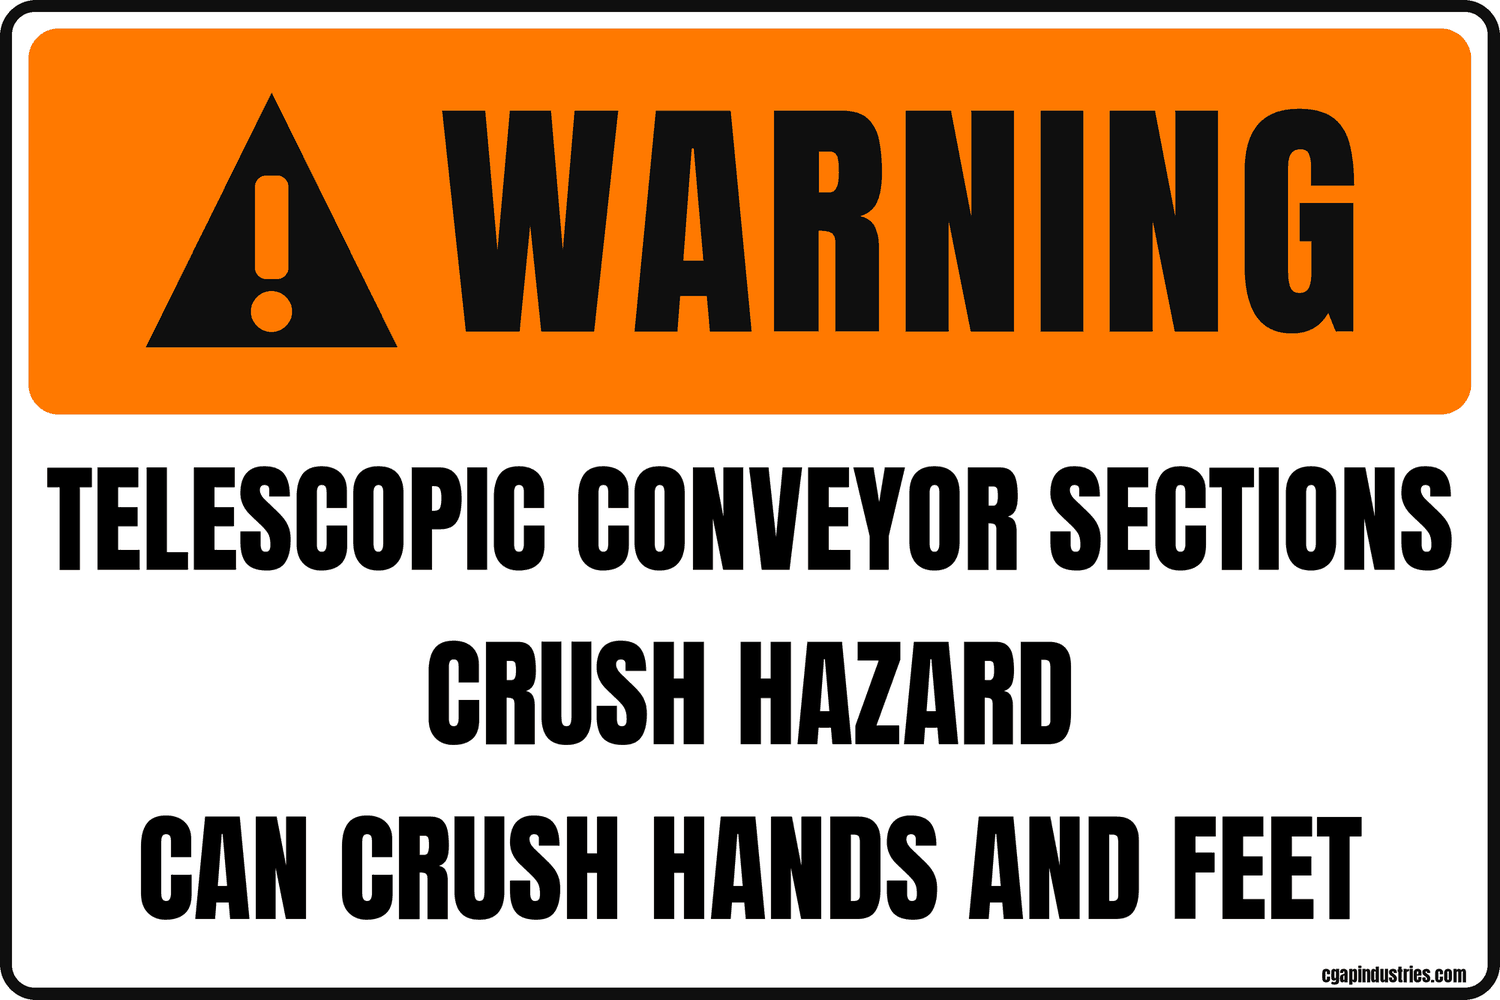 WARNING
TELESCOPIC CONVEYOR SECTIONS
CRUSH HAZARD
CAN CRUSH HANDS AND FEET
cgapindustries.com